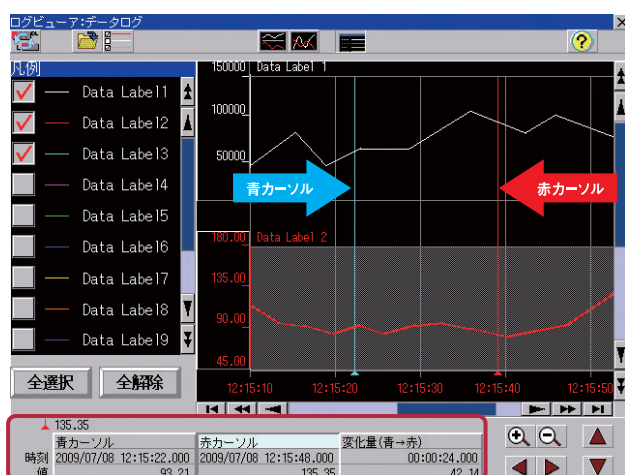 ログビューア:データログ
凡例
Data Label1
Data Label2
Data Label3
Data Label4
Data Label5
Data Label6
Data Label7
Data Label8
Data Label9
全選択 全解除
150000 Data Label 1
100000
50000
青カーソル
赤カーソル
180.00 Data Label 2
135.00
90.00
45.00
12:15:10 12:15:20 12:15:30 12:15:40 12:15:50
135.35
青カーソル 赤カーソル 変化量(青→赤)
時刻 2009/07/08 12:15:22.000 2009/07/08 12:15:48.000 00:00:24.000
値 93.21 135.35 42.14